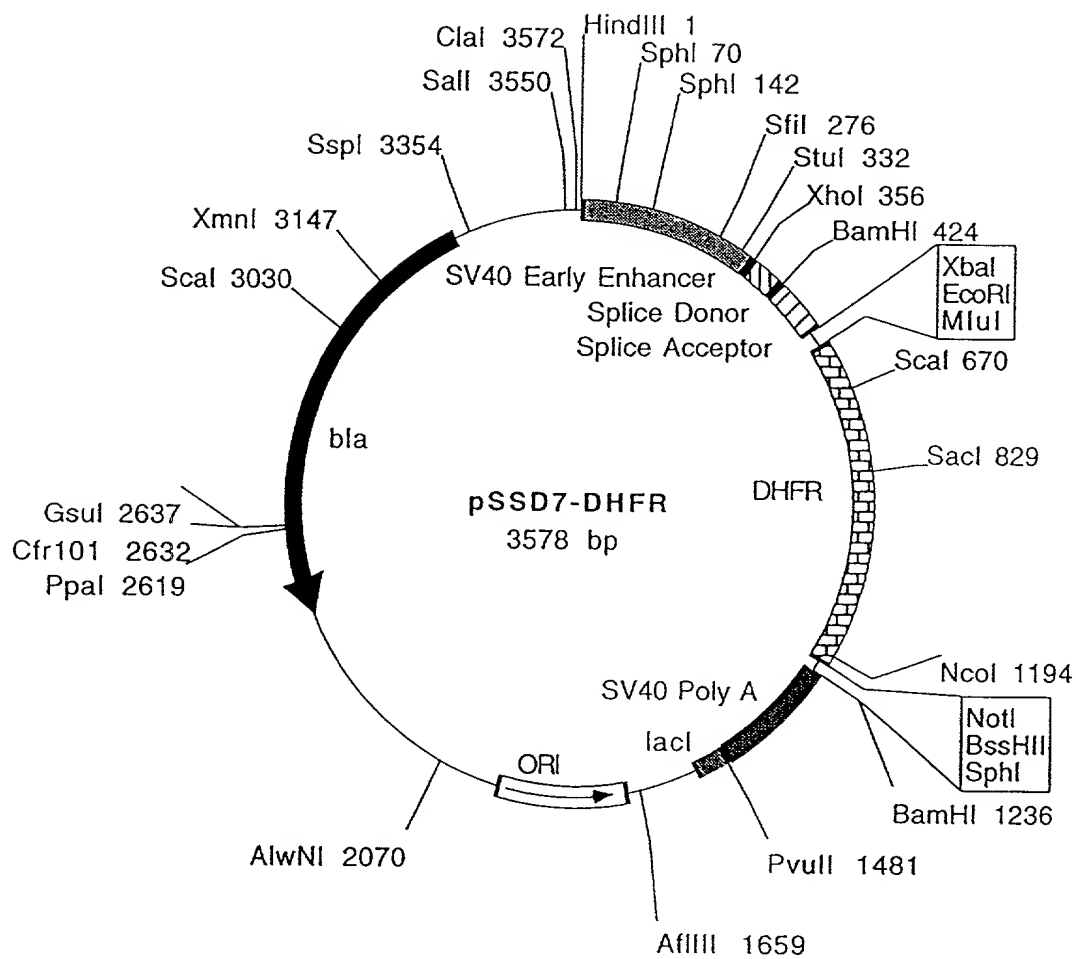 HindIII 1
ClaI 3572
SphI 70
SalI 3550
SphI 142
SfiI 276
SspI 3354
StuI 332
XhoI 356
XmnI 3147
BamHI 424
XbaI
EcoRI
MluI
ScaI 3030
SV40 Early Enhancer
Splice Donor
Splice Acceptor
ScaI 670
bla
SacI 829
DHFR
pSSD7-DHFR
3578 bp
GsuI 2637
Cfr101 2632
PpaI 2619
NcoI 1194
SV40 Poly A
NotI
BssHII
SphI
lacI
ORI
BamHI 1236
AlwNI 2070
PvuII 1481
AflIII 1659